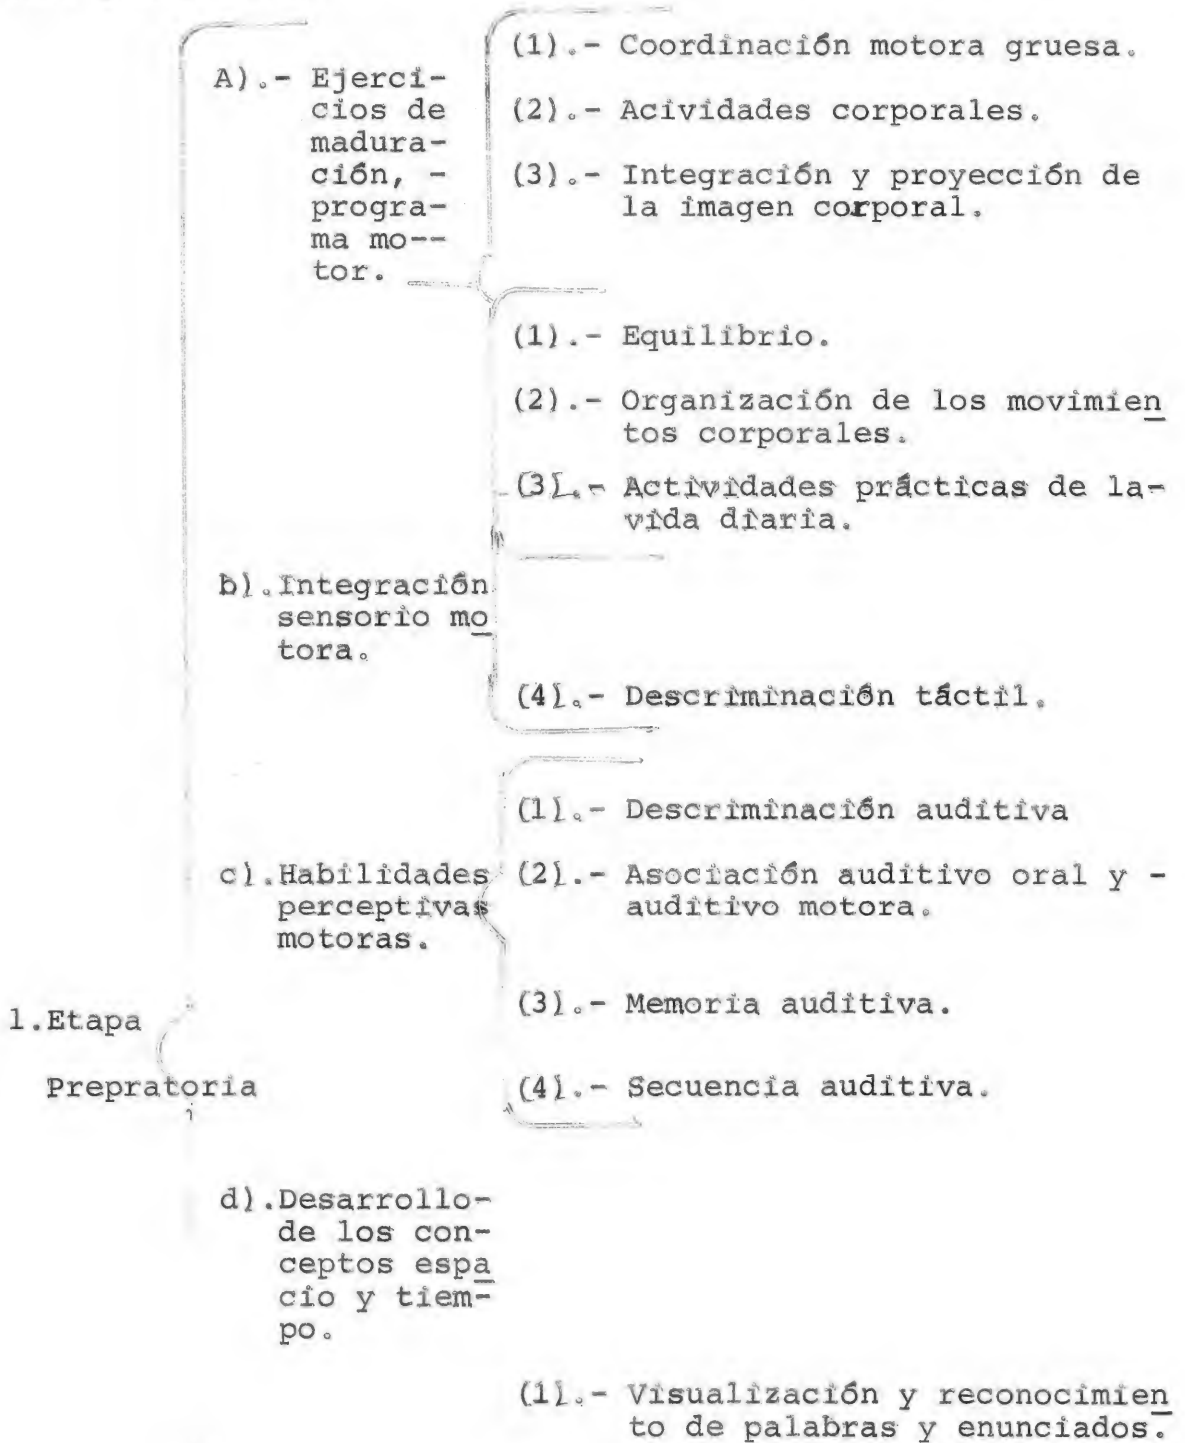 (1).- Coordinación motora gruesa.
A).- Ejerci-
cios de
madura-
ción, -
progra-
ma mo--
tor.
(2).- Acividades corporales.
(3).- Integración y proyección de
la imagen corporal.
(1).- Equilibrio.
(2).- Organización de los movimien
tos corporales.
(3).- Actividades prácticas de la-
vida diaria.
b).Integración
sensorio mo
tora.
(4).- Descriminación táctil.
(1).- Descriminación auditiva
c).Habilidades
perceptivas
motoras.
(2).- Asociación auditivo oral y -
auditivo motora.
(3).- Memoria auditiva.
1.Etapa
Prepratoria
(4).- Secuencia auditiva.
d).Desarrollo-
de los con-
ceptos espa
cio y tiem-
po.
(1).- Visualización y reconocimien
to de palabras y enunciados.